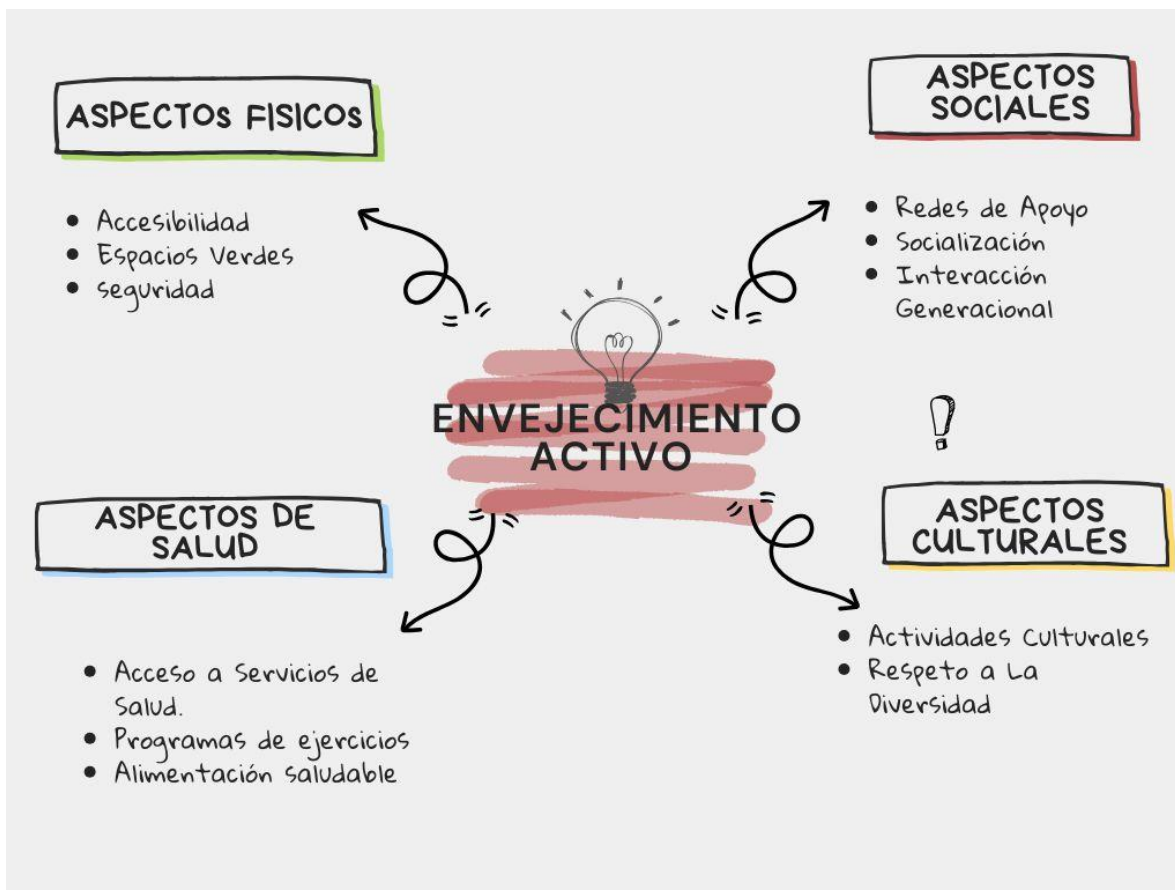 ASPECTOS FISICOS
• Accesibilidad
• Espacios Verdes
• seguridad
ASPECTOS
SOCIALES
• Redes de Apoyo
• Socialización
• Interacción
Generacional
ENVEJECIMIENTO
ACTIVO
!
ASPECTOS DE
SALUD
• Acceso a Servicios de
Salud.
• Programas de ejercicios
• Alimentación saludable
ASPECTOS
CULTURALES
• Actividades Culturales
• Respeto a La
Diversidad